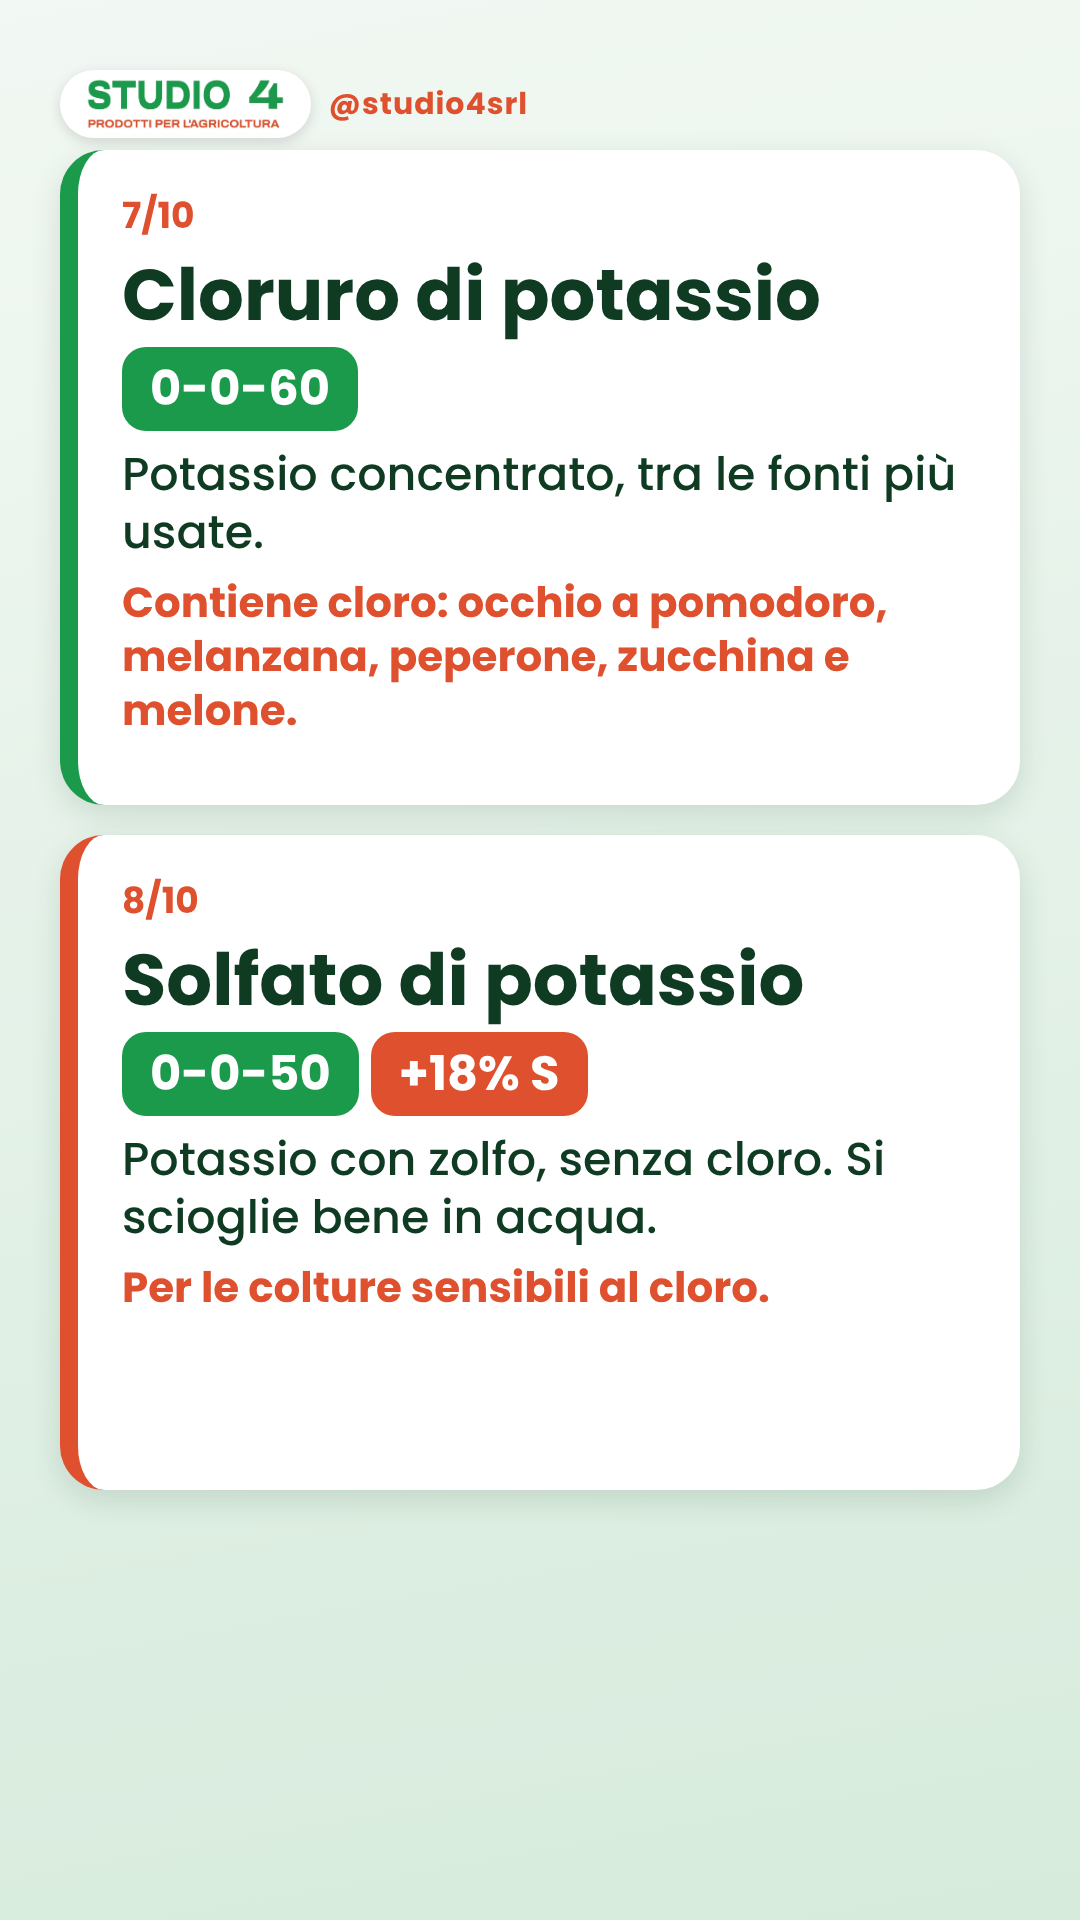 STUDIO 4
PRODOTTI PER L'AGRICOLTURA
@studio4srl
7/10
Cloruro di potassio
0-0-60
Potassio concentrato, tra le fonti più
usate.
Contiene cloro: occhio a pomodoro,
melanzana, peperone, zucchina e
melone.
8/10
Solfato di potassio
0-0-50
+18% S
Potassio con zolfo, senza cloro. Si
scioglie bene in acqua.
Per le colture sensibili al cloro.